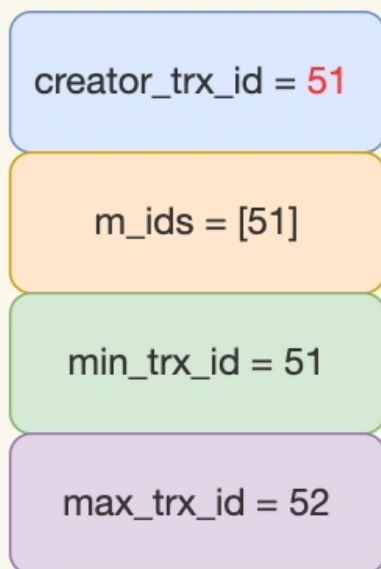 creator_trx_id = 51
m_ids = [51]
min_trx_id = 51
max_trx_id = 52